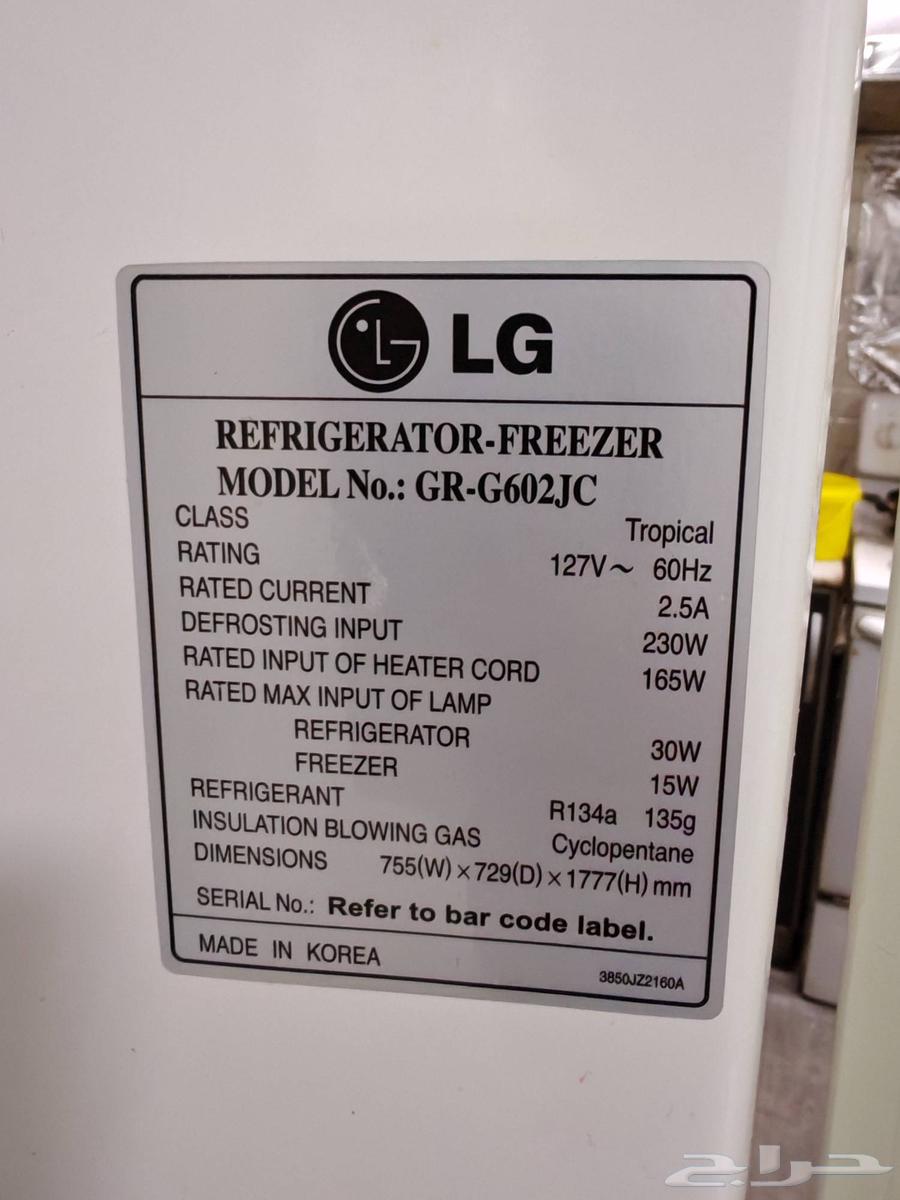 LG LG
REFRIGERATOR-FREEZER
MODEL No.: GR-G602JC
CLASS Tropical
RATING 127V~ 60Hz
RATED CURRENT 2.5A
DEFROSTING INPUT 230W
RATED INPUT OF HEATER CORD 165W
RATED MAX INPUT OF LAMP
REFRIGERATOR 30W
FREEZER 15W
REFRIGERANT R134a 135g
INSULATION BLOWING GAS Cyclopentane
DIMENSIONS 755(W)×729(D)×1777(H) mm
SERIAL No.: Refer to bar code label.
MADE IN KOREA 3850JZ2160A
حراج